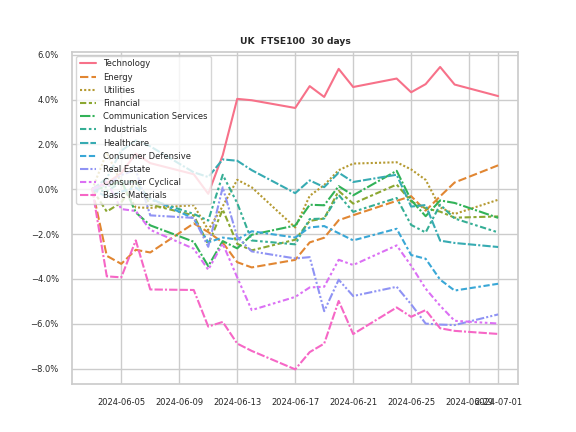 UK FTSE100 30 days
6.0%
4.0%
2.0%
0.0%
−2.0%
−4.0%
−6.0%
−8.0%
Technology
Energy
Utilities
Financial
Communication Services
Industrials
Healthcare
Consumer Defensive
Real Estate
Consumer Cyclical
Basic Materials
2024-06-05 2024-06-09 2024-06-13 2024-06-17 2024-06-21 2024-06-25 2024-06-29 2024-07-01